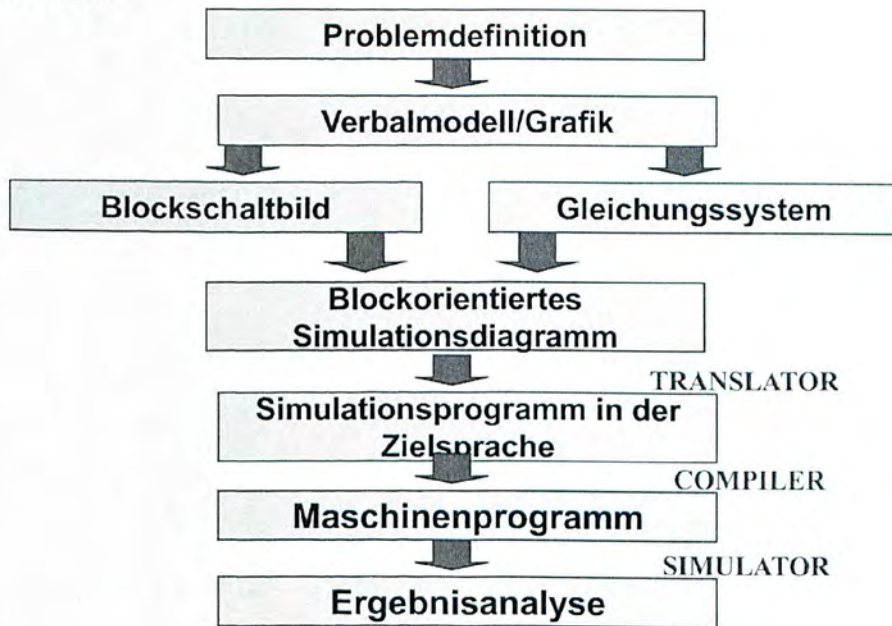 Problemdefinition
Verbalmodell/Grafik
Blockschaltbild
Gleichungssystem
Blockorientiertes
Simulationsdiagramm
TRANSLATOR
Simulationsprogramm in der
Zielsprache
COMPILER
Maschinenprogramm
SIMULATOR
Ergebnisanalyse